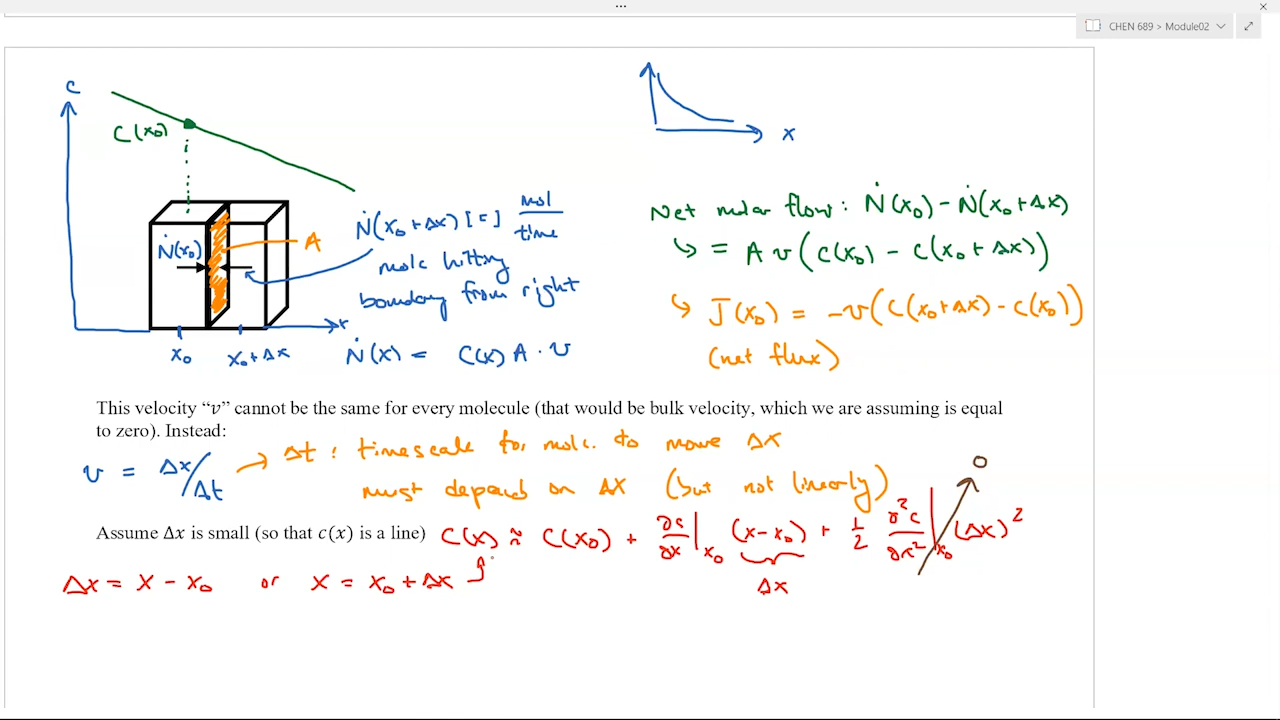 ...
CHEN 689 > Module02
C
C(x₀)
x
Ṅ(x₀)
A
Ṅ(x₀+Δx) [=] mol/time
molc hitting
boundary from right
x₀ x₀+Δx
Ṅ(x) = C(x) A · v
Net molar flow: Ṅ(x₀) - Ṅ(x₀+Δx)
↳ = A v (C(x₀) - C(x₀+Δx))
↳ J(x₀) = -v(C(x₀+Δx) - C(x₀))
(net flux)
This velocity “v” cannot be the same for every molecule (that would be bulk velocity, which we are assuming is equal
to zero). Instead:
v = Δx/Δt → Δt : timescale for molc. to move Δx
must depend on Δx (but not linearly)
Assume Δx is small (so that c(x) is a line) C(x) ≈ C(x₀) + ∂c/∂x|x₀ (x-x₀) + 1/2 ∂²c/∂x²|x₀ (Δx)² 0
Δx
Δx = x - x₀ or x = x₀ + Δx